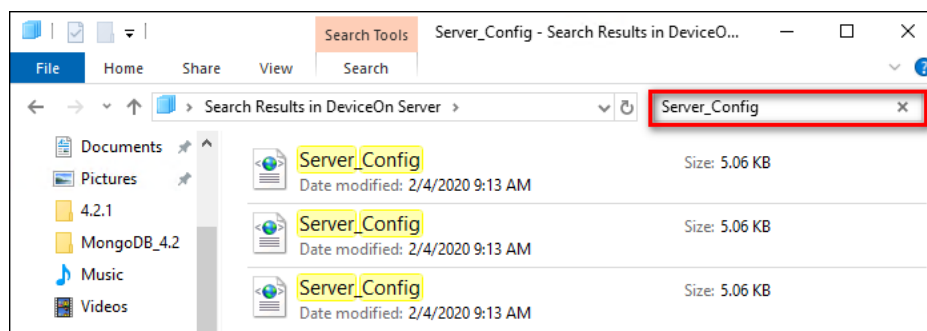 Search Tools Server_Config - Search Results in DeviceO...
File Home Share View Search
Search Results in DeviceOn Server Server_Config
Documents
Pictures
4.2.1
MongoDB_4.2
Music
Videos
Server_Config Size: 5.06 KB
Date modified: 2/4/2020 9:13 AM
Server_Config Size: 5.06 KB
Date modified: 2/4/2020 9:13 AM
Server_Config Size: 5.06 KB
Date modified: 2/4/2020 9:13 AM